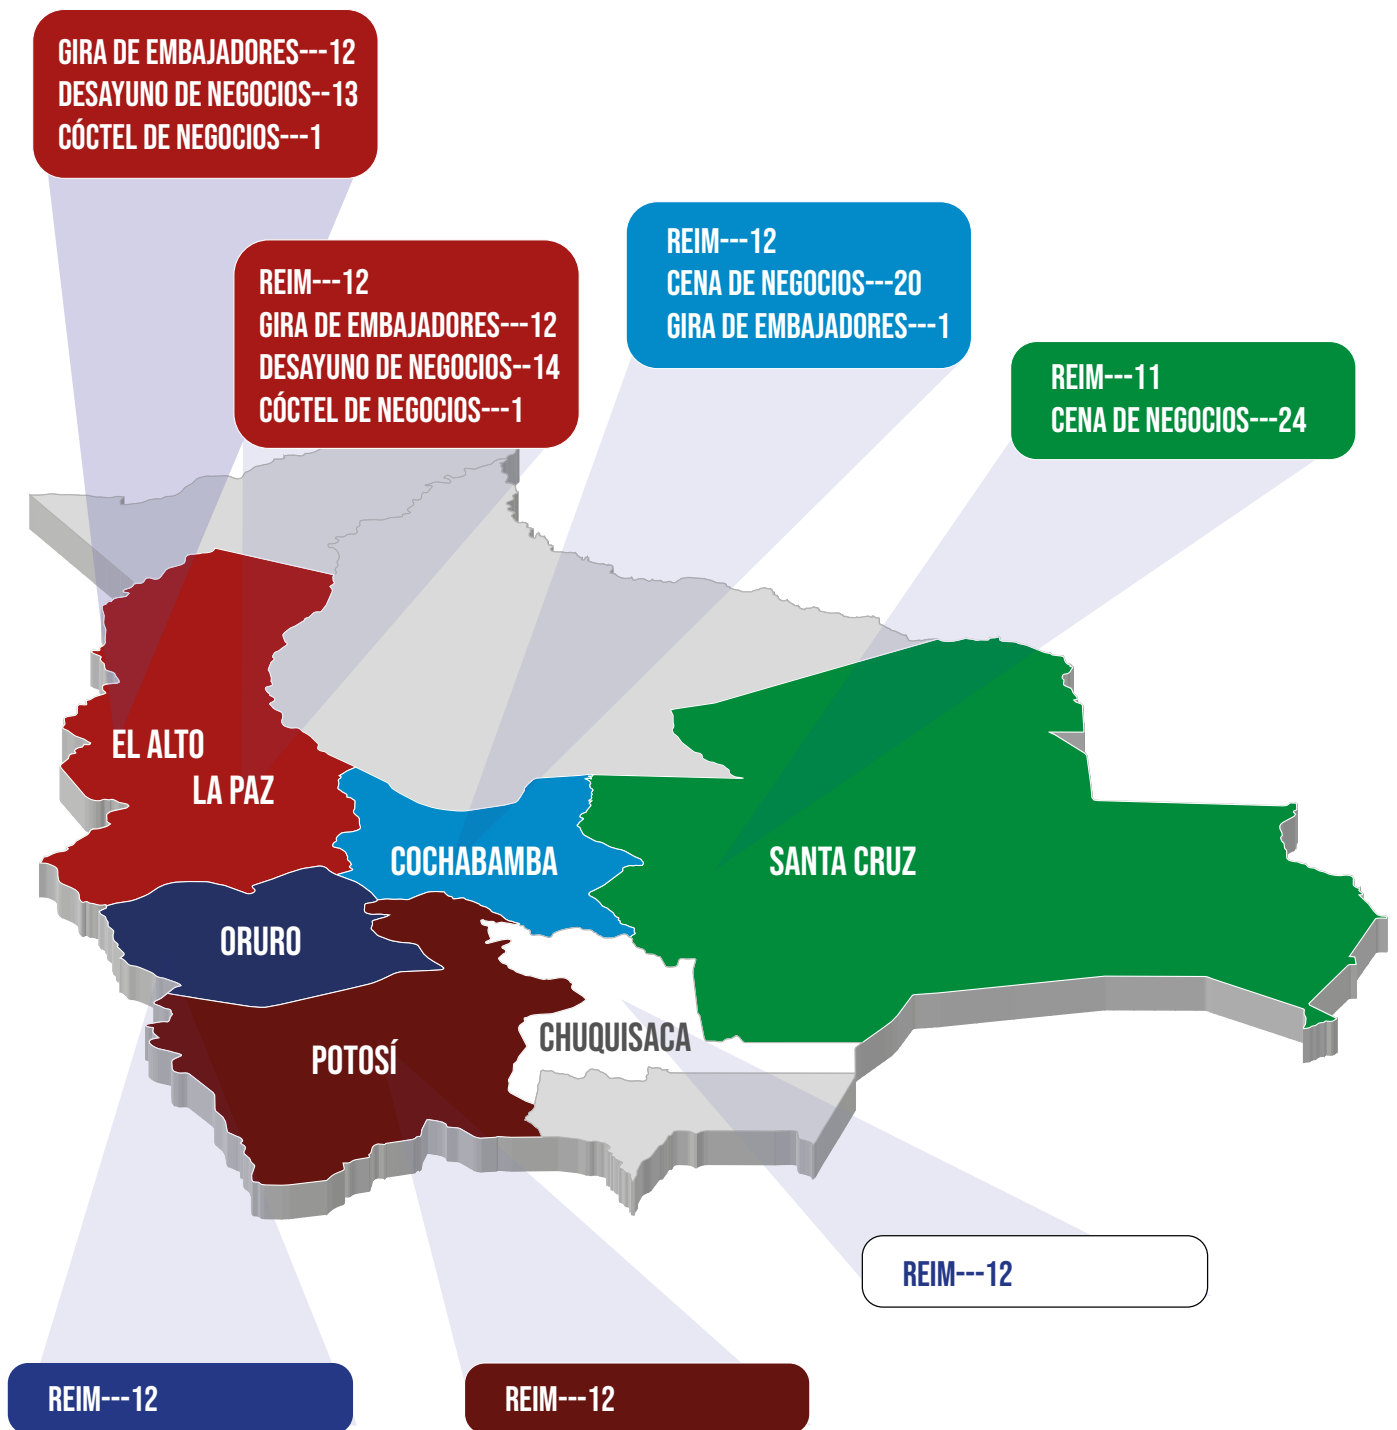 GIRA DE EMBAJADORES---12
DESAYUNO DE NEGOCIOS--13
CÓCTEL DE NEGOCIOS---1
REIM---12
GIRA DE EMBAJADORES---12
DESAYUNO DE NEGOCIOS--14
CÓCTEL DE NEGOCIOS---1
REIM---12
CENA DE NEGOCIOS---20
GIRA DE EMBAJADORES---1
REIM---11
CENA DE NEGOCIOS---24
EL ALTO
LA PAZ
COCHABAMBA
SANTA CRUZ
ORURO
POTOSÍ
CHUQUISACA
REIM---12
REIM---12
REIM---12